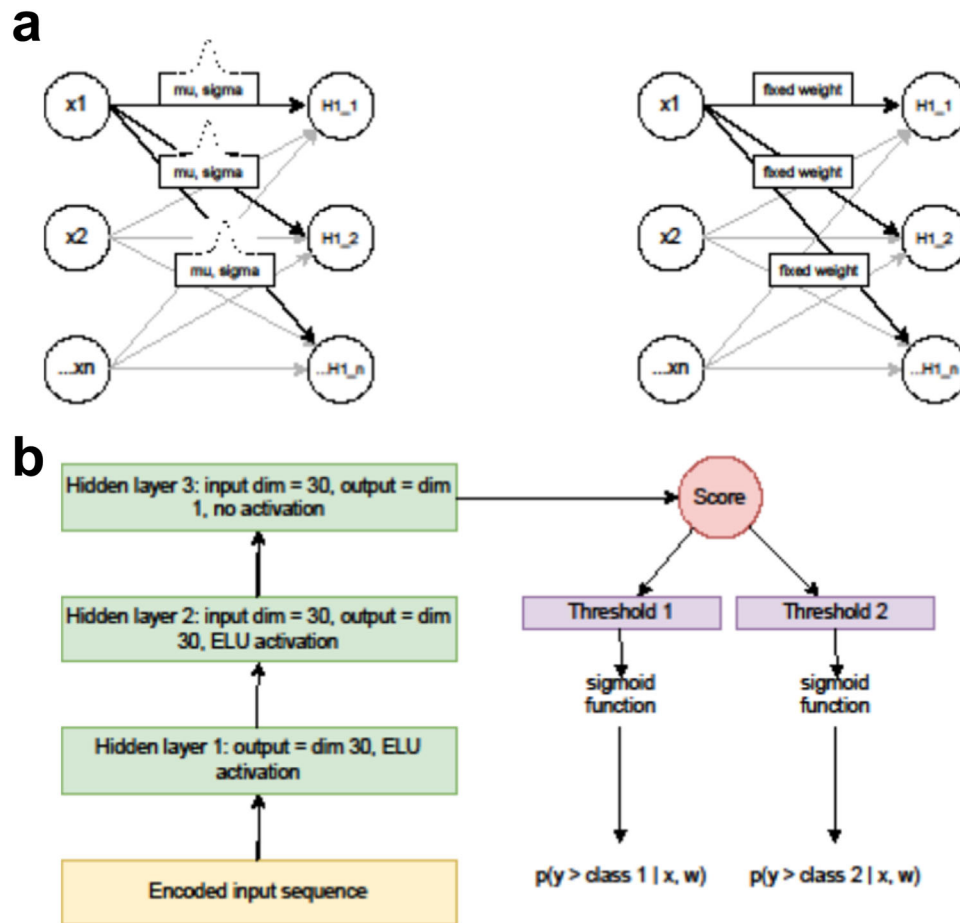 a
x1
mu, sigma
H1_1
mu, sigma
x2
H1_2
mu, sigma
...xn
...H1_n
x1
fixed weight
H1_1
fixed weight
x2
H1_2
fixed weight
...xn
...H1_n
b
Hidden layer 3: input dim = 30, output = dim
1, no activation
Score
Hidden layer 2: input dim = 30, output = dim
30, ELU activation
Threshold 1
Threshold 2
sigmoid
function
sigmoid
function
Hidden layer 1: output = dim 30, ELU
activation
Encoded input sequence
p(y > class 1 | x, w)
p(y > class 2 | x, w)